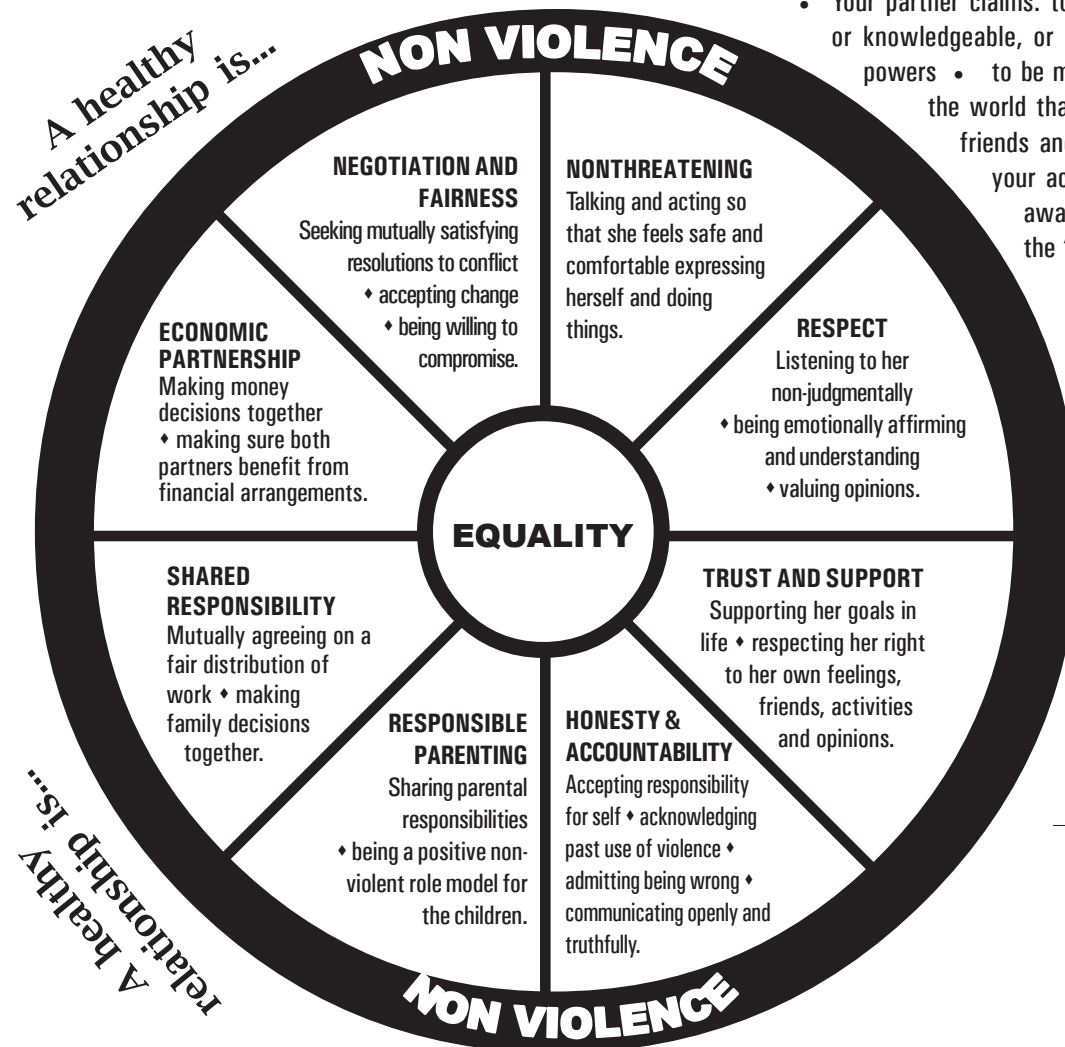 A healthy
relationship is...
NON VIOLENCE
NEGOTIATION AND
FAIRNESS
Seeking mutually satisfying
resolutions to conflict
♦ accepting change
♦ being willing to
compromise.
NONTHREATENING
Talking and acting so
that she feels safe and
comfortable expressing
herself and doing
things.
RESPECT
Listening to her
non-judgmentally
♦ being emotionally affirming
and understanding
♦ valuing opinions.
TRUST AND SUPPORT
Supporting her goals in
life ♦ respecting her right
to her own feelings,
friends, activities
and opinions.
HONESTY &
ACCOUNTABILITY
Accepting responsibility
for self ♦ acknowledging
past use of violence ♦
admitting being wrong ♦
communicating openly and
truthfully.
RESPONSIBLE
PARENTING
Sharing parental
responsibilities
♦ being a positive non-
violent role model for
the children.
SHARED
RESPONSIBILITY
Mutually agreeing on a
fair distribution of
work ♦ making
family decisions
together.
ECONOMIC
PARTNERSHIP
Making money
decisions together
♦ making sure both
partners benefit from
financial arrangements.
EQUALITY
NON VIOLENCE
A healthy
relationship is...
• Your partner claims:
or knowledgeable, or
powers • to be
the world
friends
your
the